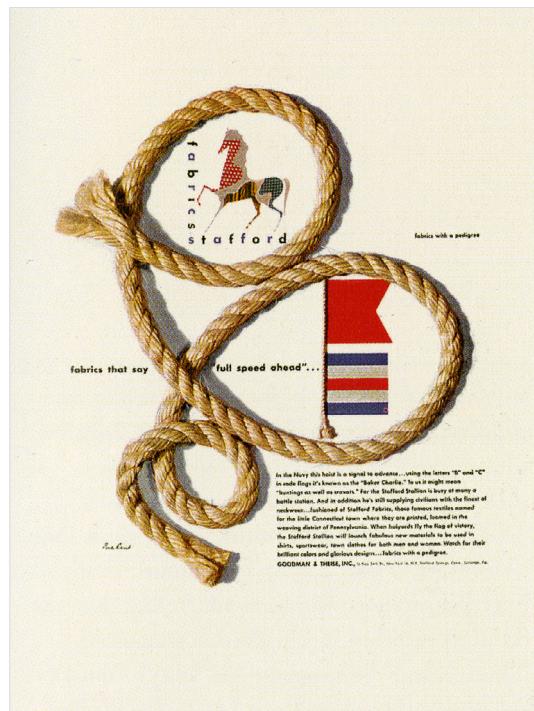 fabrics
stafford
fabrics with a pedigree
fabrics that say "full speed ahead"...
In the Navy this hoist is a signal to advance...using the letters "B" and "C"
in code flags it's known as the "Baker Charlie." To us it might mean
"buntings as well as cravats." For the Stafford Stallion is busy at many a
battle station. And in addition he's still supplying civilians with the finest of
neckwear...fashioned of Stafford Fabrics, those famous textiles named
for the little Connecticut town where they are printed, loomed in the
weaving district of Pennsylvania. When halyards fly the flag of victory,
the Stafford Stallion will launch fabulous new materials to be used in
shirts, sportswear, town clothes for both men and women. Watch for their
brilliant colors and glorious designs...fabrics with a pedigree.
GOODMAN & THEISE, INC.,
Paul Rand